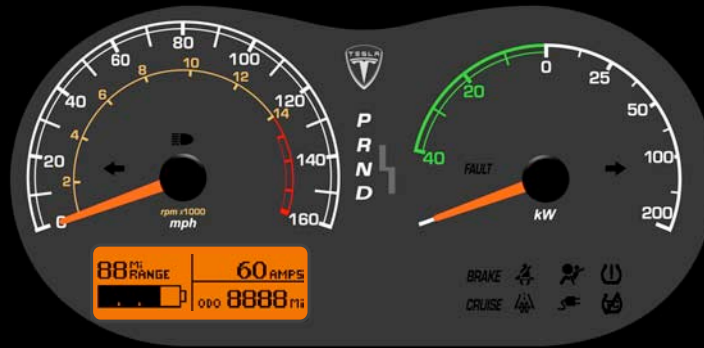 TESLA
80
60
100
40
120
20
140
0
160
10
8
12
6
14
4
2
rpm x1000
mph
P
R
N
D
0
20
25
40
50
100
200
FAULT
kW
88 Mi RANGE
60 AMPS
ODO 8888 Mi
BRAKE
CRUISE